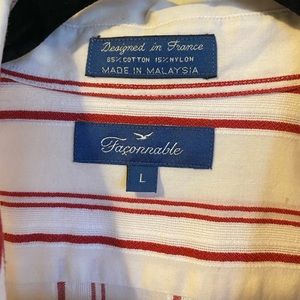 Designed in France
85% COTTON 15% NYLON
MADE IN MALAYSIA
Façonnable
L